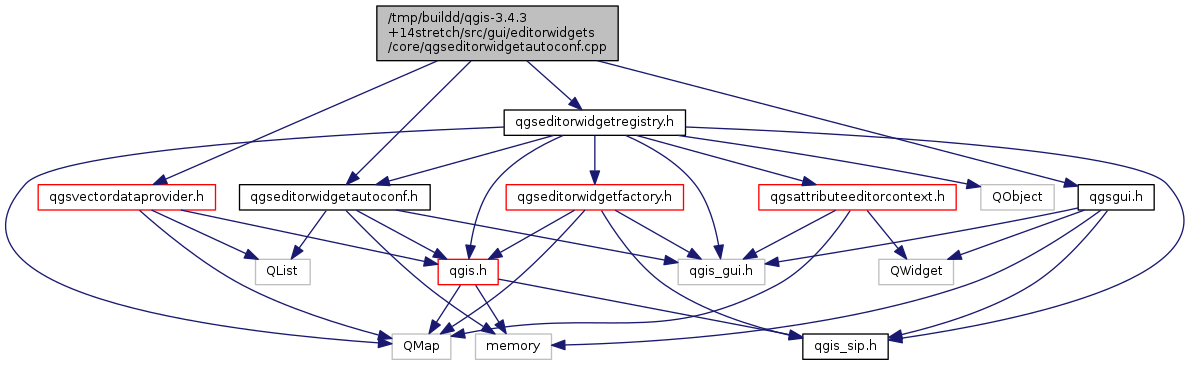 /tmp/buildd/qgis-3.4.3
+14stretch/src/gui/editorwidgets
/core/qgseditorwidgetautoconf.cpp
qgseditorwidgetregistry.h
qgsvectordataprovider.h
qgseditorwidgetautoconf.h
qgseditorwidgetfactory.h
qgsattributeeditorcontext.h
QObject
qgsgui.h
QList
qgis.h
qgis_gui.h
QWidget
QMap
memory
qgis_sip.h